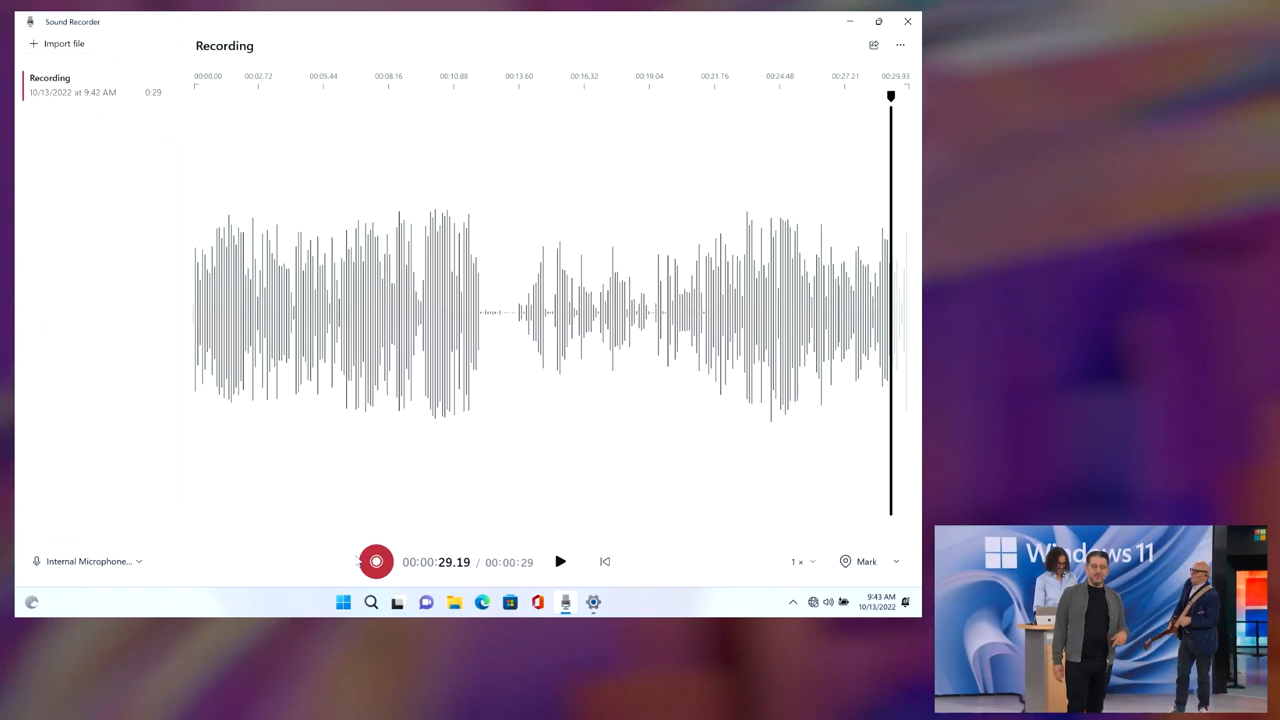 Sound Recorder
Import file
Recording
Recording
10/13/2022 at 9:42 AM 0:29
00:00.00 00:02.72 00:05.44 00:08.16 00:10.88 00:13.60 00:16.32 00:19.04 00:21.76 00:24.48 00:27.21 00:29.93
Internal Microphone...
00:00:29.19 / 00:00:29
1 ×
Mark
9:43 AM
10/13/2022
Windows 11